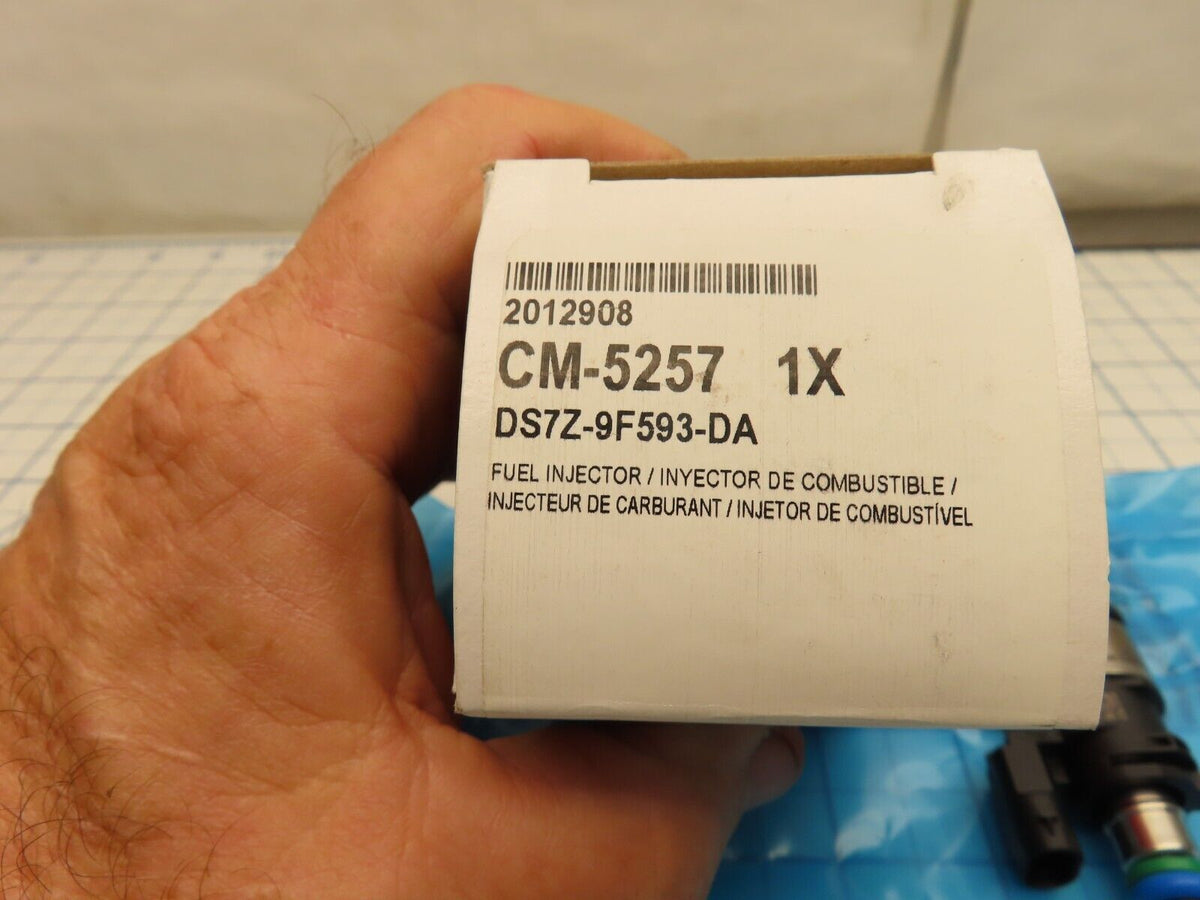 2012908
CM-5257 1X
DS7Z-9F593-DA
FUEL INJECTOR / INYECTOR DE COMBUSTIBLE /
INJECTEUR DE CARBURANT / INJETOR DE COMBUSTÍVEL